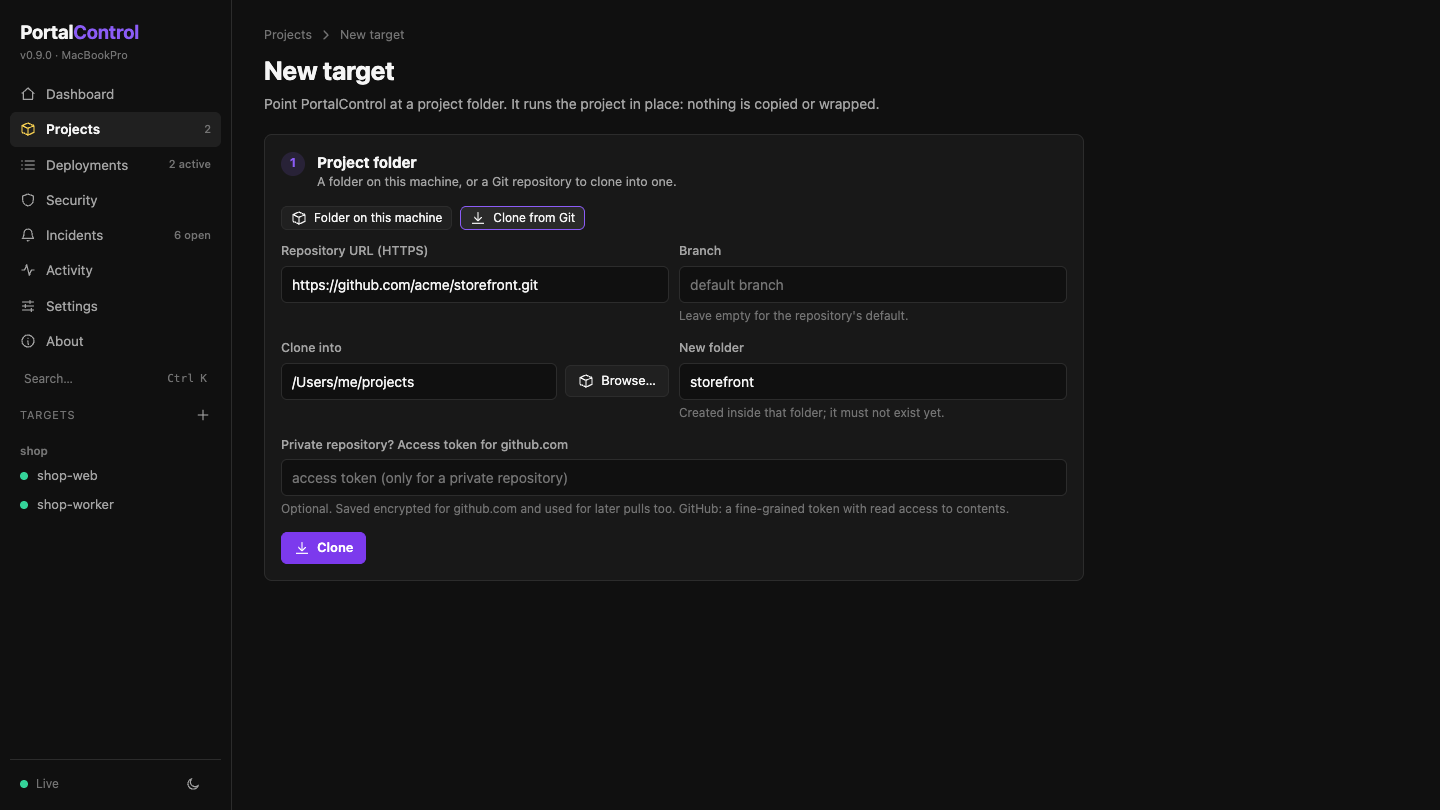 PortalControl
v0.9.0 · MacBookPro
Dashboard
Projects 2
Deployments 2 active
Security
Incidents 6 open
Activity
Settings
About
Search... Ctrl K
TARGETS
shop
shop-web
shop-worker
Live
Projects > New target
New target
Point PortalControl at a project folder. It runs the project in place: nothing is copied or wrapped.
1 Project folder
A folder on this machine, or a Git repository to clone into one.
Folder on this machine Clone from Git
Repository URL (HTTPS) Branch
https://github.com/acme/storefront.git default branch
Leave empty for the repository's default.
Clone into New folder
/Users/me/projects Browse... storefront
Created inside that folder; it must not exist yet.
Private repository? Access token for github.com
access token (only for a private repository)
Optional. Saved encrypted for github.com and used for later pulls too. GitHub: a fine-grained token with read access to contents.
Clone